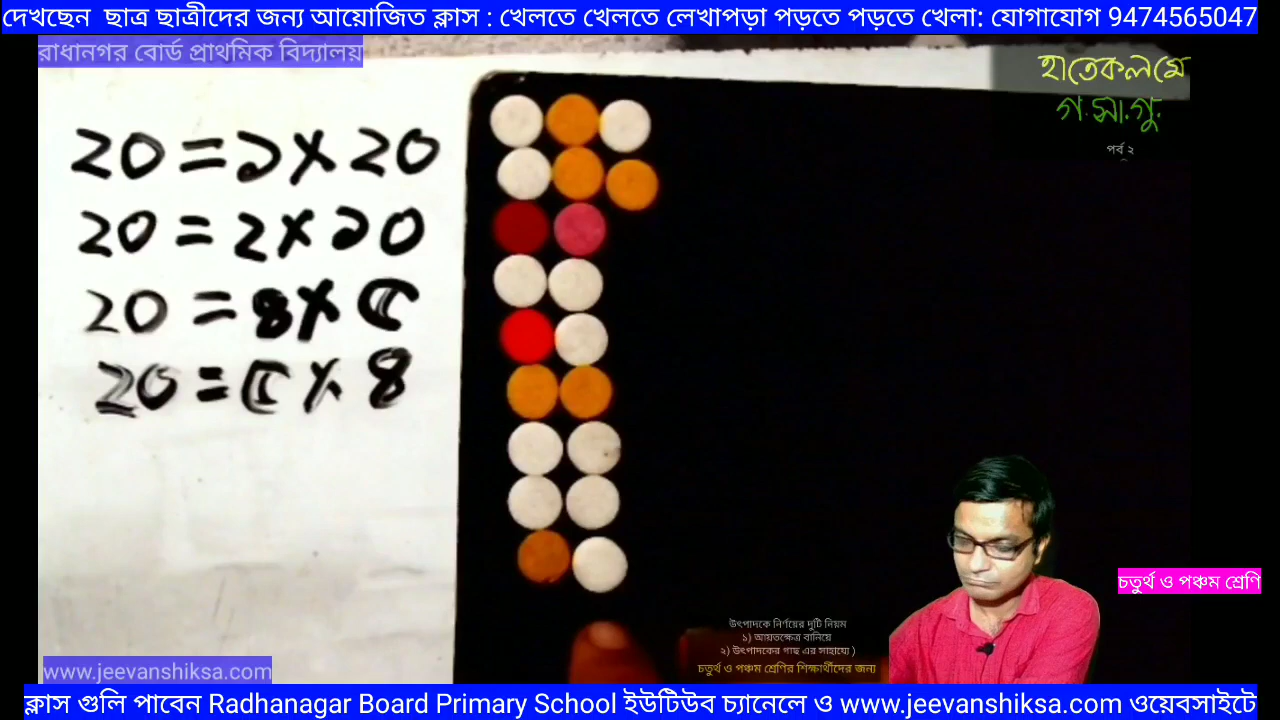 দেখছেন ছাত্র ছাত্রীদের জন্য আয়োজিত ক্লাস : খেলতে খেলতে লেখাপড়া পড়তে পড়তে খেলা: যোগাযোগ 9474565047
রাধানগর বোর্ড প্রাথমিক বিদ্যালয়
হাতেকলমে
গ.সা.গু.
পর্ব ২
২০ = ১ × ২০
২০ = ২ × ১০
২০ = ৪ × ৫
২০ = ৫ × ৪
চতুর্থ ও পঞ্চম শ্রেণি
উৎপাদকে নির্ণয়ের দুটি নিয়ম
১) আয়তক্ষেত্র বানিয়ে
২) উৎপাদকের গাছ এর সাহায্যে )
চতুর্থ ও পঞ্চম শ্রেণির শিক্ষার্থীদের জন্য
www.jeevanshiksa.com
ক্লাস গুলি পাবেন Radhanagar Board Primary School ইউটিউব চ্যানেলে ও www.jeevanshiksa.com ওয়েবসাইটে